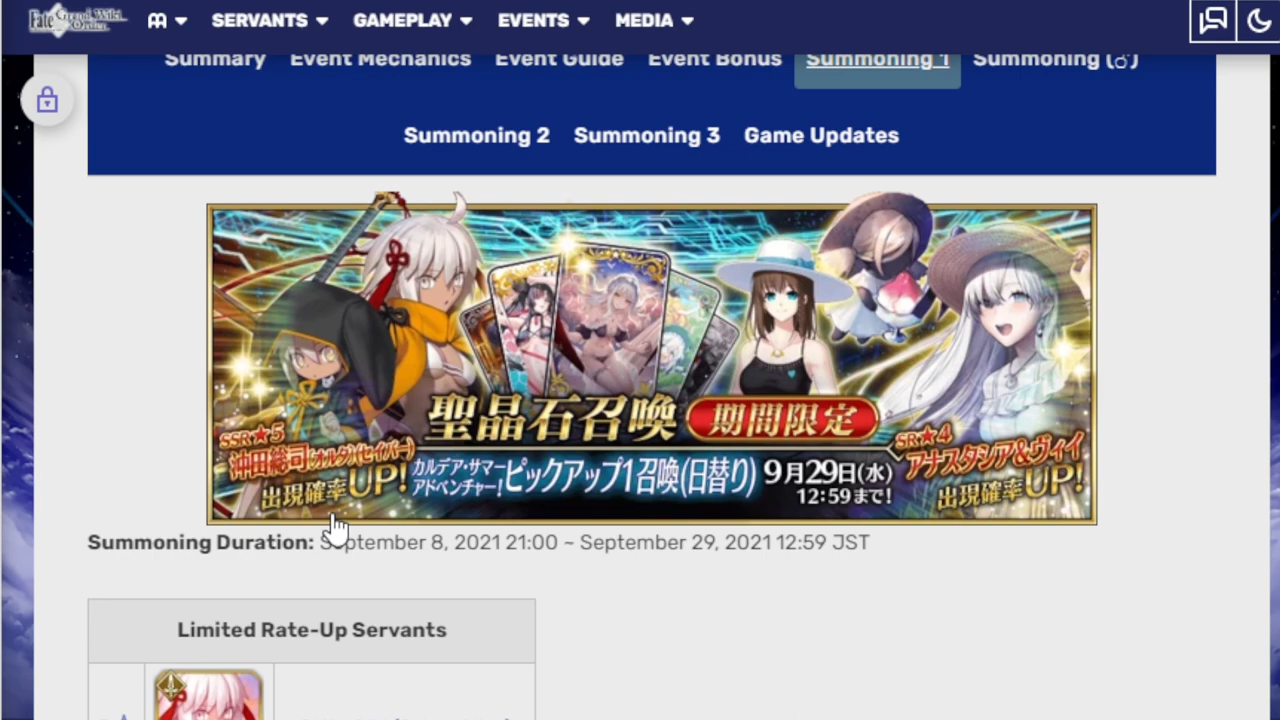 Fate Grand Order Wiki
SERVANTS GAMEPLAY EVENTS MEDIA
Summary Event Mechanics Event Guide Event Bonus Summoning 1 Summoning (♂)
Summoning 2 Summoning 3 Game Updates
聖晶石召喚 期間限定
SSR★5
沖田総司〔オルタ〕(セイバー)
出現確率UP!
カルデア・サマー
アドベンチャー!
ピックアップ1召喚(日替り)
9月29日(水)
12:59まで!
SR★4
アナスタシア&ヴィイ
出現確率UP!
Summoning Duration: September 8, 2021 21:00 ~ September 29, 2021 12:59 JST
Limited Rate-Up Servants